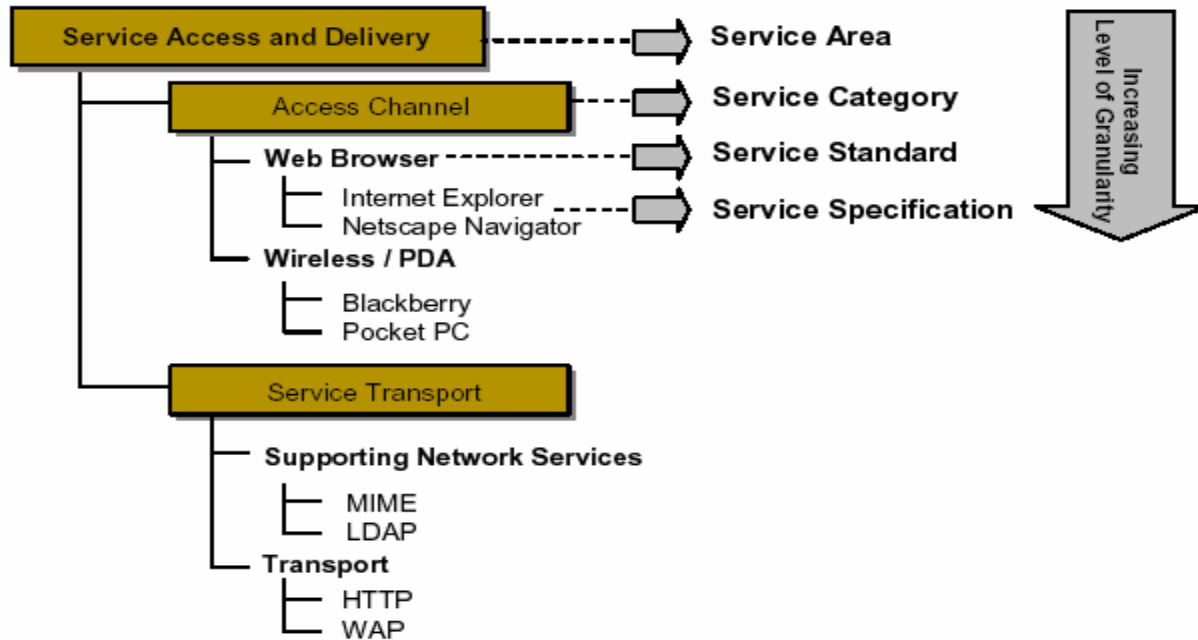 Service Access and Delivery
Service Area
Access Channel
Service Category
Web Browser
Service Standard
Internet Explorer
Netscape Navigator
Service Specification
Wireless / PDA
Blackberry
Pocket PC
Service Transport
Supporting Network Services
MIME
LDAP
Transport
HTTP
WAP
Increasing
Level of Granularity